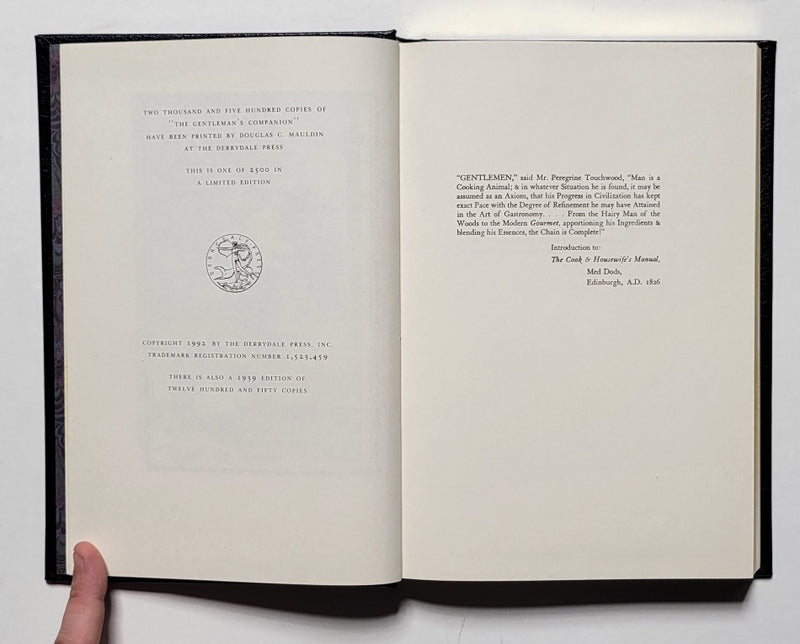 TWO THOUSAND AND FIVE HUNDRED COPIES OF
"THE GENTLEMAN'S COMPANION"
HAVE BEEN PRINTED BY DOUGLAS C. MAULDIN
AT THE DERRYDALE PRESS
THIS IS ONE OF 2500 IN
A LIMITED EDITION
DERRYDALE PRESS
COPYRIGHT 1992 BY THE DERRYDALE PRESS, INC.
TRADEMARK REGISTRATION NUMBER 1,523,459
THERE IS ALSO A 1939 EDITION OF
TWELVE HUNDRED AND FIFTY COPIES
"GENTLEMEN," said Mr. Peregrine Touchwood, "Man is a
Cooking Animal; & in whatever Situation he is found, it may be
assumed as an Axiom, that his Progress in Civilization has kept
exact Pace with the Degree of Refinement he may have Attained
in the Art of Gastronomy. . . . From the Hairy Man of the
Woods to the Modern Gourmet, apportioning his Ingredients &
blending his Essences, the Chain is Complete!"
Introduction to:
The Cook & Housewife's Manual,
Med Dods,
Edinburgh, A.D. 1826